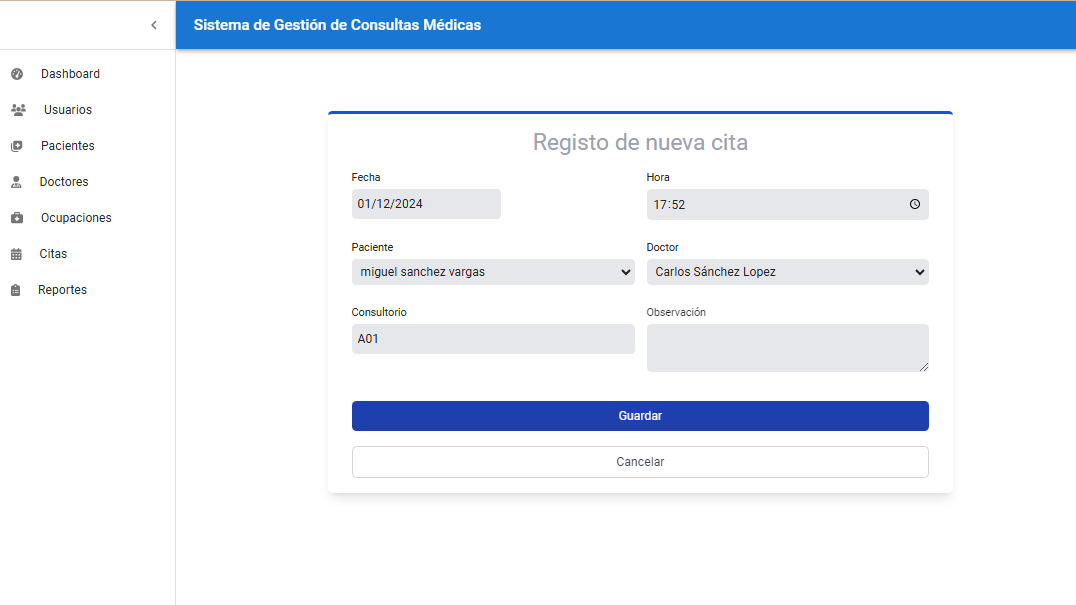 Sistema de Gestión de Consultas Médicas
Dashboard
Usuarios
Pacientes
Doctores
Ocupaciones
Citas
Reportes
Registo de nueva cita
Fecha
Hora
01/12/2024
17:52
Paciente
Doctor
miguel sanchez vargas
Carlos Sánchez Lopez
Consultorio
Observación
A01
Guardar
Cancelar